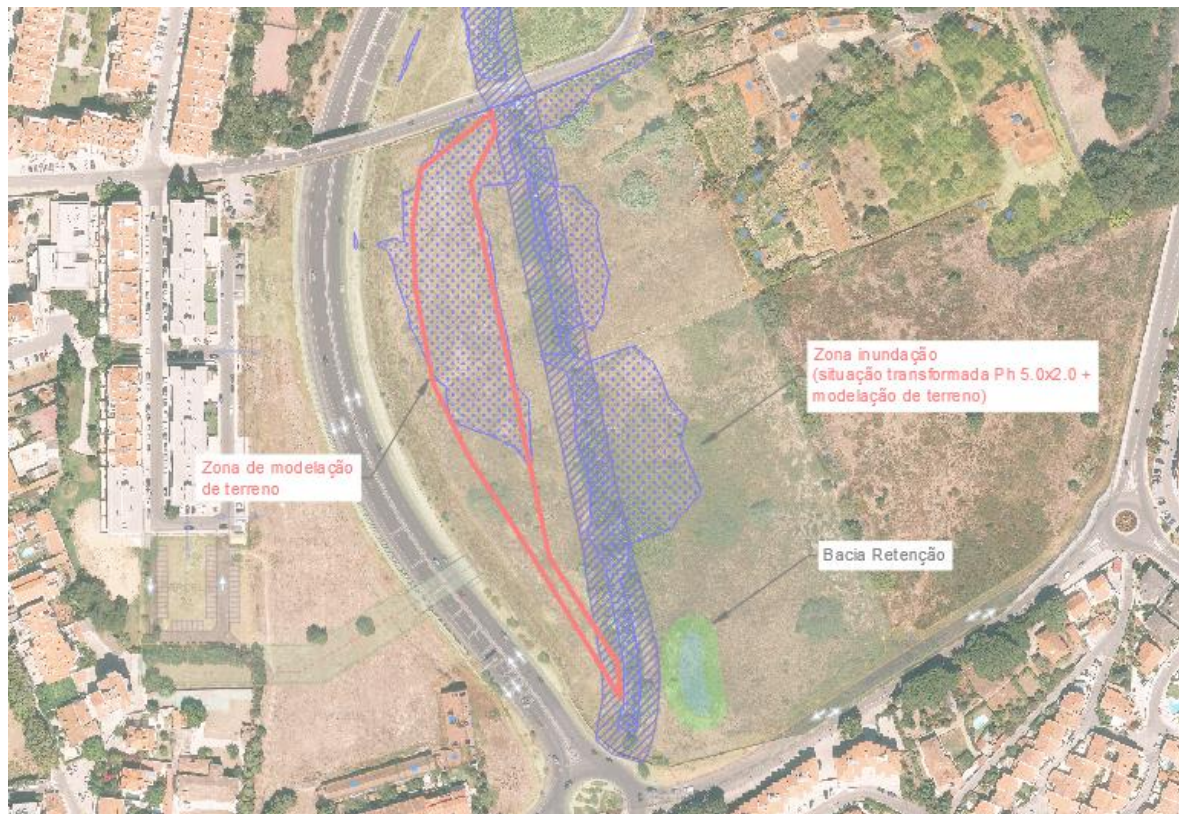 Zona inundação
(situação transformada Ph 5.0x2.0 +
modelação de terreno)
Zona de modelação
de terreno
Bacia Retenção